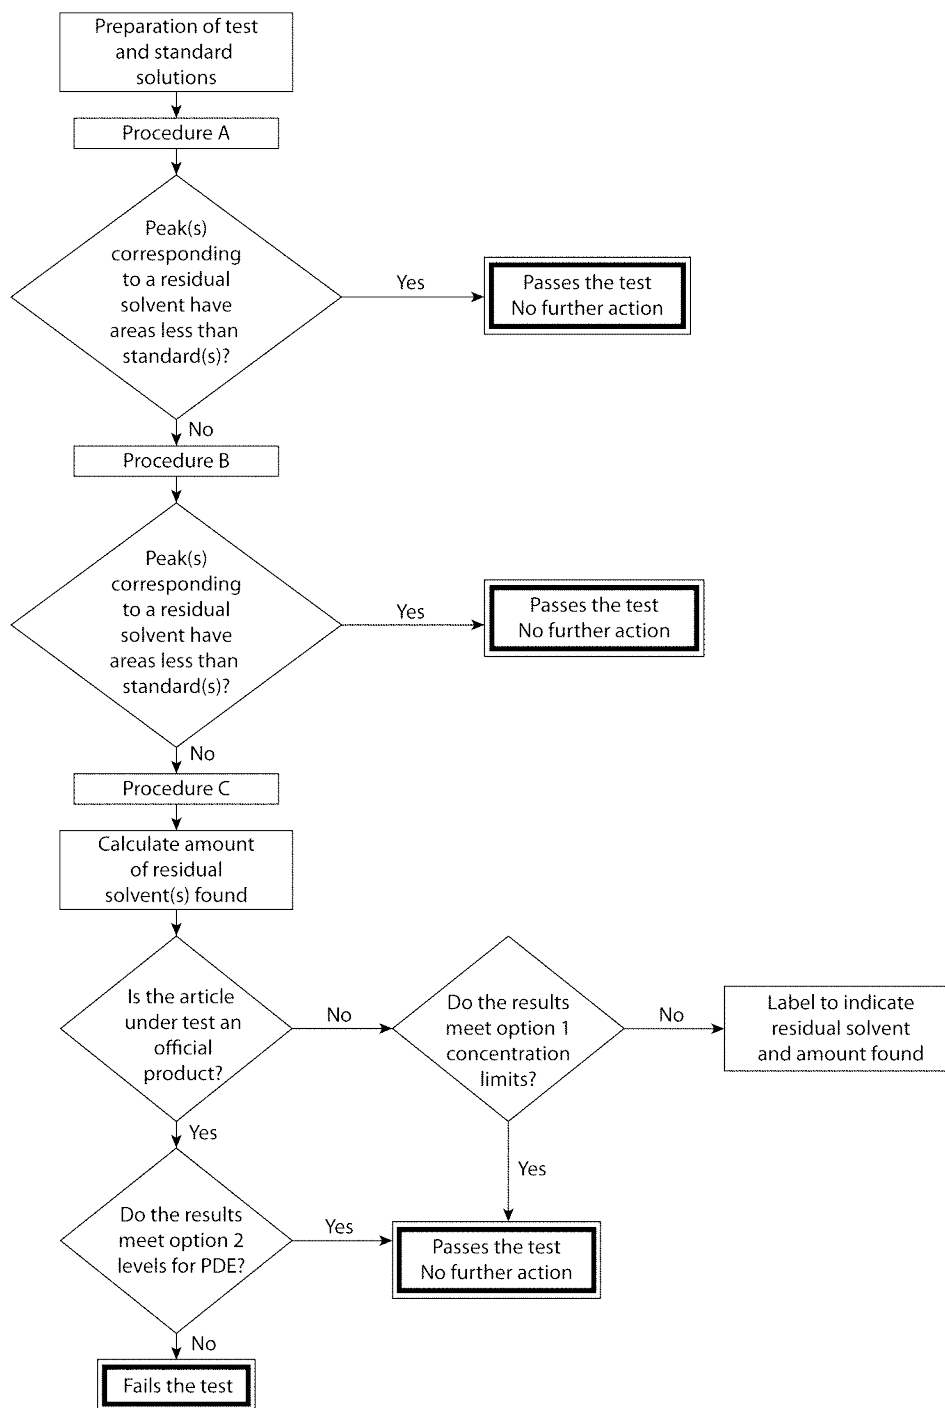 Preparation of test
and standard
solutions
Procedure A
Peak(s)
corresponding
to a residual
solvent have
areas less than
standard(s)?
Yes
Passes the test
No further action
No
Procedure B
Peak(s)
corresponding
to a residual
solvent have
areas less than
standard(s)?
Yes
Passes the test
No further action
No
Procedure C
Calculate amount
of residual
solvent(s) found
Is the article
under test an
official
product?
No
Do the results
meet option 1
concentration
limits?
No
Label to indicate
residual solvent
and amount found
Yes
Yes
Do the results
meet option 2
levels for PDE?
Yes
Passes the test
No further action
No
Fails the test